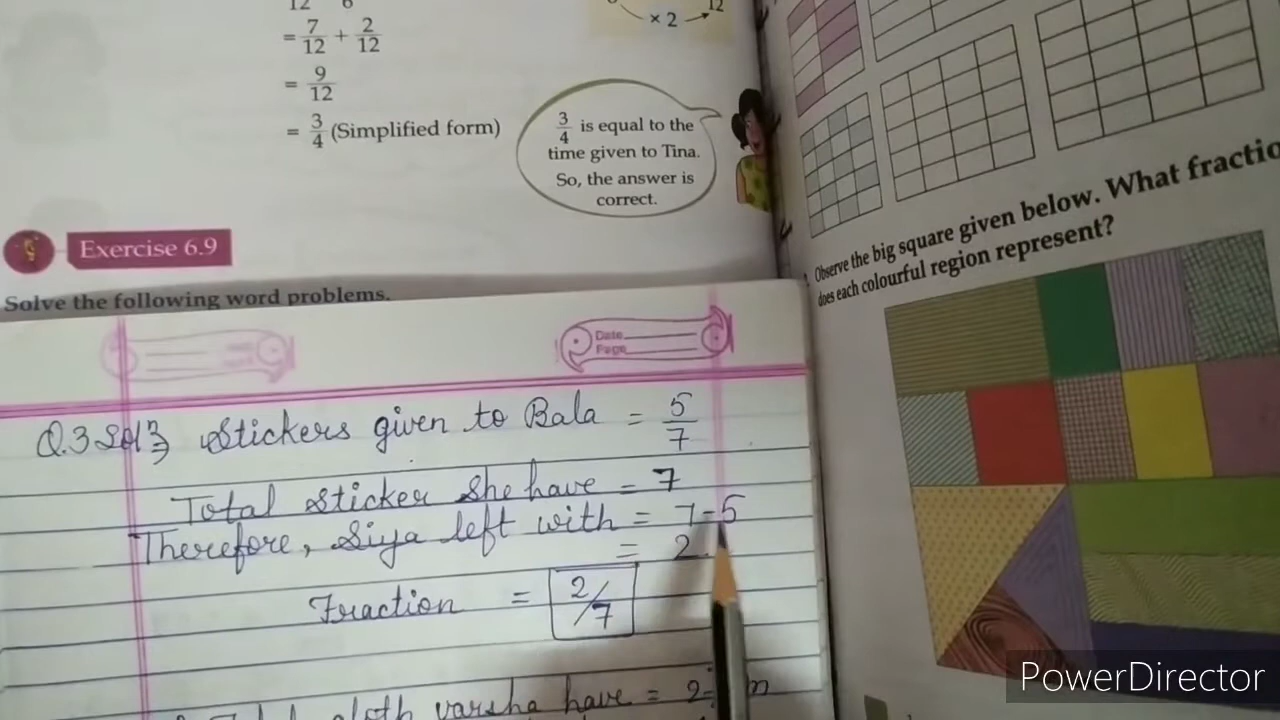 = 7/12 + 2/12
= 9/12
= 3/4 (Simplified form)
× 2
12
3/4 is equal to the
time given to Tina.
So, the answer is
correct.
Exercise 6.9
Solve the following word problems.
Date
Page
Q.3 Solⁿ Stickers given to Bala = 5/7
Total Sticker She have = 7
Therefore, Siya left with = 7-5
= 2
Fraction = 2/7
cloth varsha have = 2
m
Observe the big square given below. What
does each colourful region represent?
PowerDirector